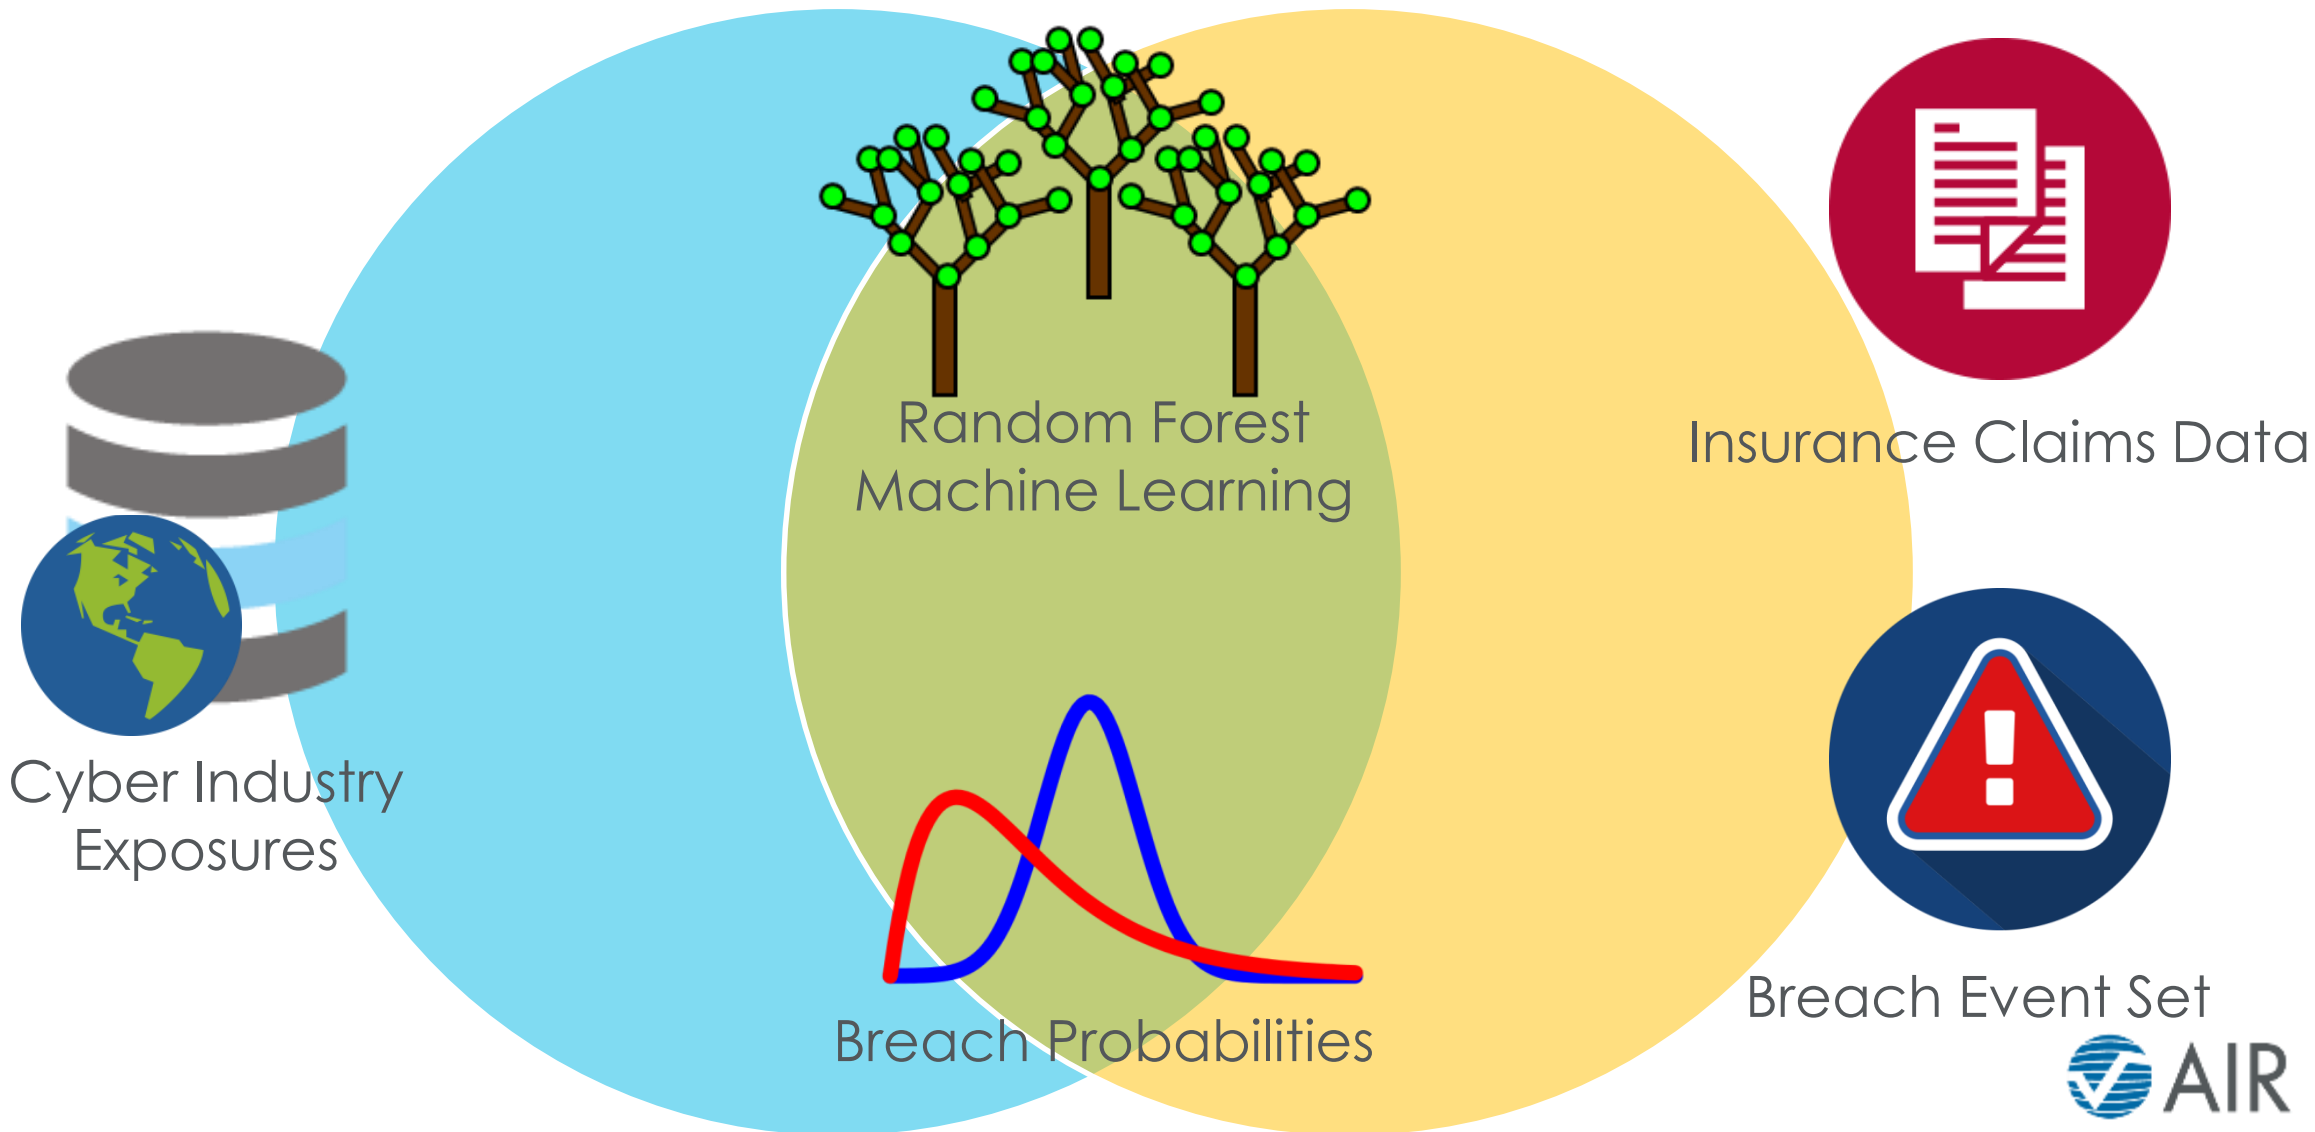 Random Forest
Machine Learning
Insurance Claims Data
Cyber Industry
Exposures
Breach Event Set
Breach Probabilities
AIR